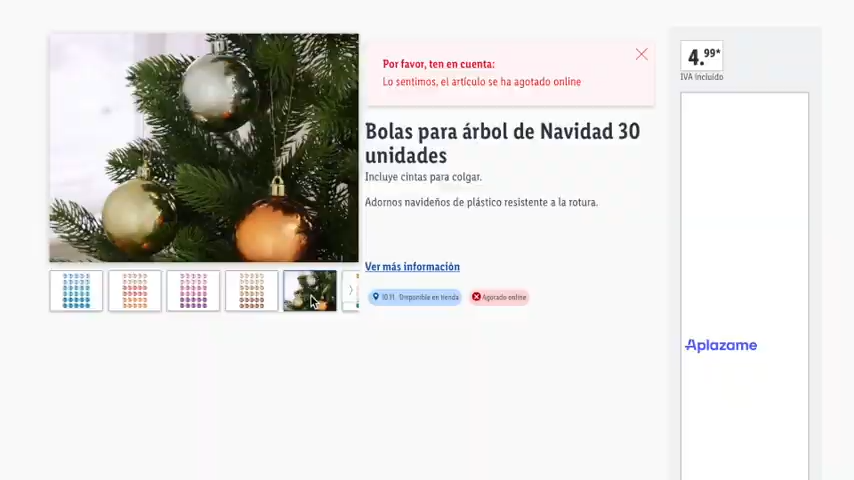 Por favor, ten en cuenta:
Lo sentimos, el artículo se ha agotado online
4.99*
IVA incluido
Bolas para árbol de Navidad 30
unidades
Incluye cintas para colgar.
Adornos navideños de plástico resistente a la rotura.
Ver más información
10.11. Disponible en tienda
Agotado online
Aplazame